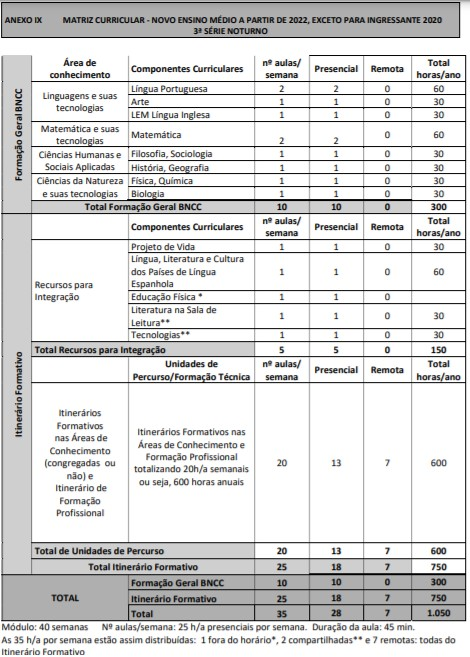 ANEXO IX MATRIZ CURRICULAR - NOVO ENSINO MÉDIO A PARTIR DE 2022, EXCETO PARA INGRESSANTE 2020
3ª SÉRIE NOTURNO
Formação Geral BNCC
Área de conhecimento Componentes Curriculares nº aulas/ semana Presencial Remota Total horas/ano
Linguagens e suas tecnologias
Língua Portuguesa 2 2 0 60
Arte 1 1 0 30
LEM Língua Inglesa 1 1 0 30
Matemática e suas tecnologias Matemática 2 2 0 60
Ciências Humanas e Sociais Aplicadas
Filosofia, Sociologia 1 1 0 30
História, Geografia 1 1 0 30
Ciências da Natureza e suas tecnologias
Física, Química 1 1 0 30
Biologia 1 1 0 30
Total Formação Geral BNCC 10 10 0 300
Itinerário Formativo
Componentes Curriculares nº aulas/ semana Presencial Remota Total horas/ano
Recursos para Integração
Projeto de Vida 1 1 0 30
Língua, Literatura e Cultura
dos Países de Língua 1 1 0 60
Espanhola
Educação Física * 1 1 0
Literatura na Sala de
Leitura** 1 1 0 30
Tecnologias** 1 1 0 30
Total Recursos para Integração 5 5 0 150
Unidades de Percurso/Formação Técnica nº aulas/ semana Presencial Remota Total horas/ano
Itinerários
Formativos
nas Áreas de
Conhecimento
(congregadas ou
não) e
Itinerário de
Formação
Profissional
Itinerários Formativos nas
Áreas de Conhecimento e
Formação Profissional
totalizando 20h/a semanais
ou seja, 600 horas anuais
20 13 7 600
Total de Unidades de Percurso 20 13 7 600
Total Itinerário Formativo 25 18 7 750
TOTAL
Formação Geral BNCC 10 10 0 300
Itinerário Formativo 25 18 7 750
Total 35 28 7 1.050
Módulo: 40 semanas Nº aulas/semana: 25 h/a presenciais por semana. Duração da aula: 45 min.
As 35 h/a por semana estão assim distribuídas: 1 fora do horário*, 2 compartilhadas** e 7 remotas: todas do
Itinerário Formativo